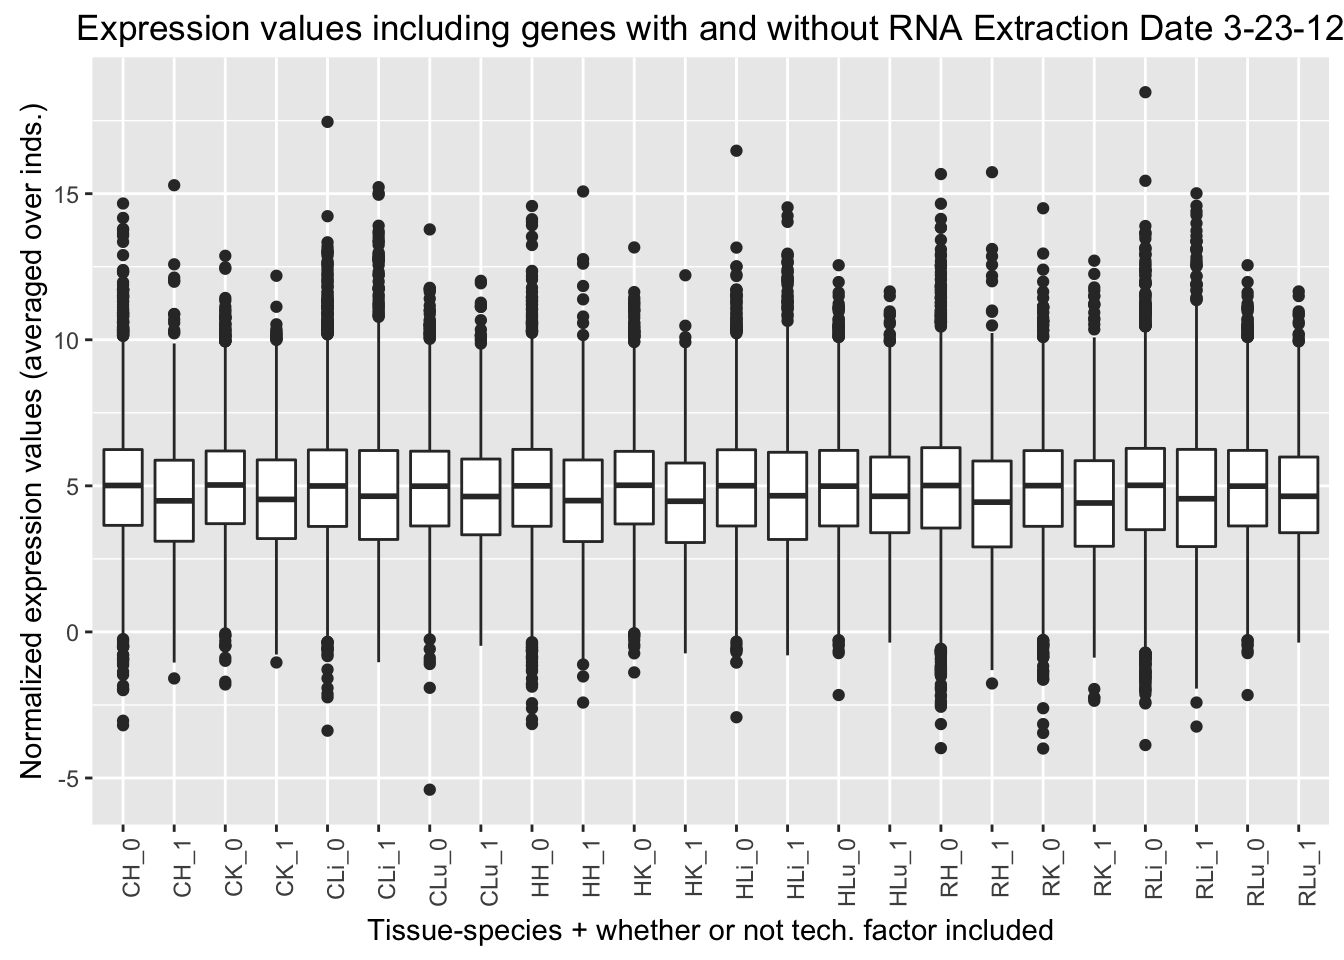 Expression values including genes with and without RNA Extraction Date 3-23-12
Normalized expression values (averaged over inds.)
15
10
5
0
-5
CH_0
CH_1
CK_0
CK_1
CLi_0
CLi_1
CLu_0
CLu_1
HH_0
HH_1
HK_0
HK_1
HLi_0
HLi_1
HLu_0
HLu_1
RH_0
RH_1
RK_0
RK_1
RLi_0
RLi_1
RLu_0
RLu_1
Tissue-species + whether or not tech. factor included